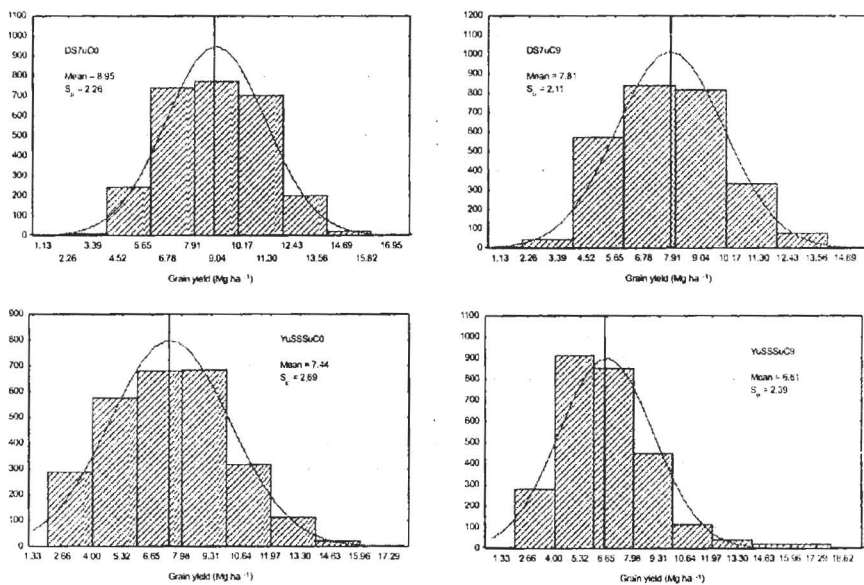 1100
1000
900
800
700
600
500
400
300
200
100
0
DS7uC0
Mean = 8.95
Sp = 2.26
1.13 3.39 5.65 7.91 10.17 12.43 14.69 16.95
2.26 4.52 6.78 9.04 11.30 13.56 15.82
Grain yield (Mg ha -1)
1100
1000
900
800
700
600
500
400
300
200
100
0
DS7uC9
Mean = 7.81
Sp = 2.11
1.13 2.26 3.39 4.52 5.65 6.78 7.91 9.04 10.17 11.30 12.43 13.56 14.69
Grain yield (Mg ha -1)
900
800
700
600
500
400
300
200
100
0
YuSSSuC0
Mean = 7.44
Sp = 2.69
1.33 2.66 4.00 5.32 6.65 7.98 9.31 10.64 11.97 13.30 14.63 15.96 17.29
Grain yield (Mg ha -1)
1100
1000
900
800
700
600
500
400
300
200
100
0
YuSSSuC9
Mean = 6.61
Sp = 2.39
1.33 2.66 4.00 5.32 6.65 7.98 9.31 10.64 11.97 13.30 14.63 15.96 17.29 18.62
Grain yield (Mg ha -1)